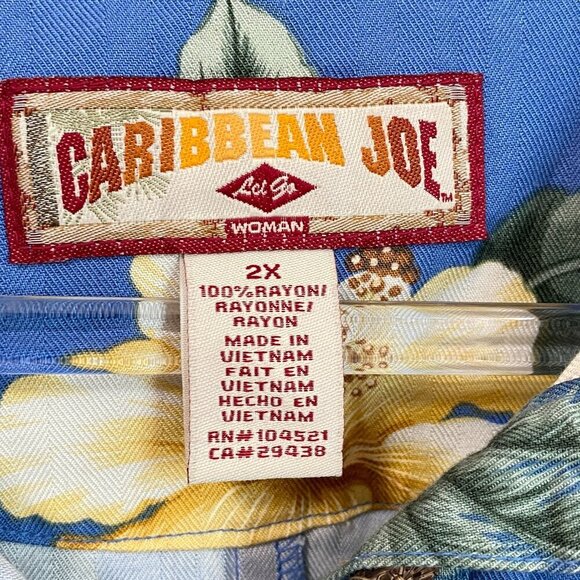 CARIBBEAN JOE™
Let Go
WOMAN
2X
100%RAYON/
RAYONNE/
RAYON
MADE IN
VIETNAM
FAIT EN
VIETNAM
HECHO EN
VIETNAM
RN#104521
CA#29438